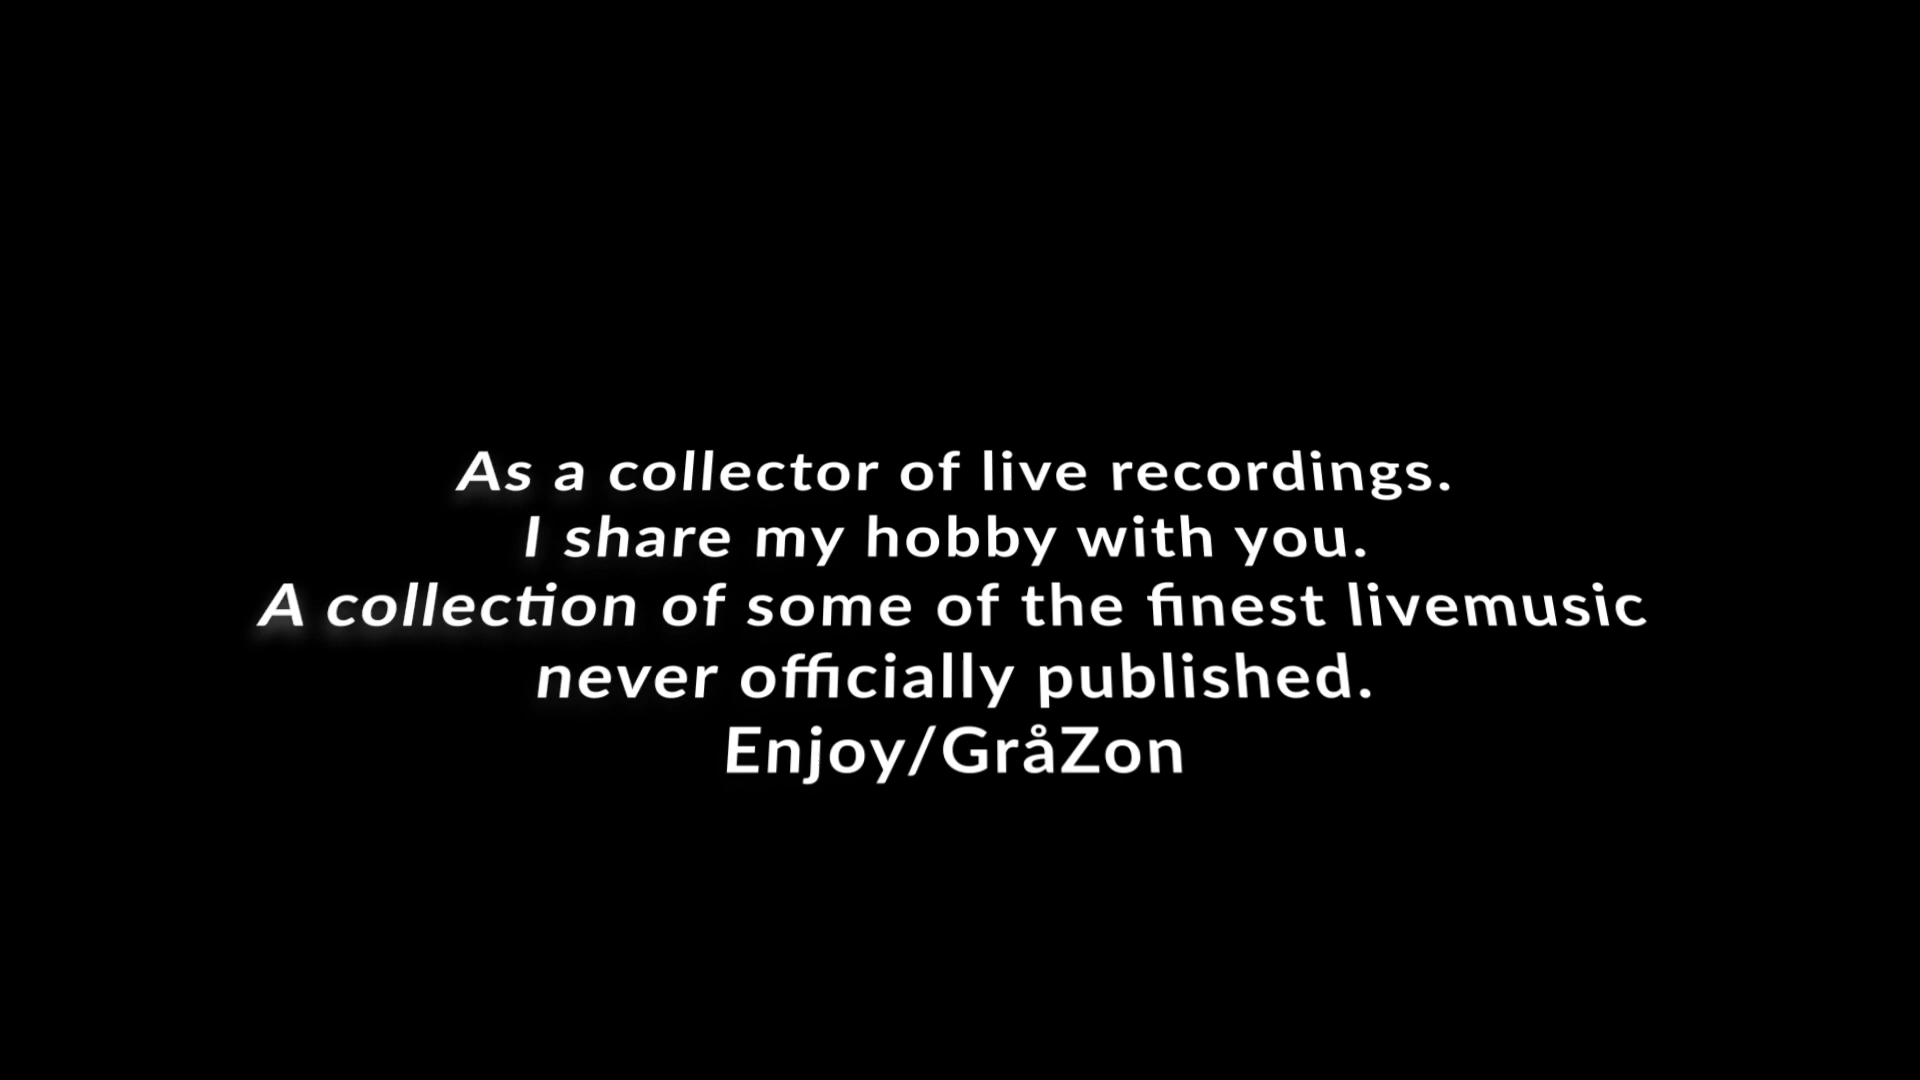 As a collector of live recordings.
I share my hobby with you.
A collection of some of the finest livemusic
never officially published.
Enjoy/GråZon